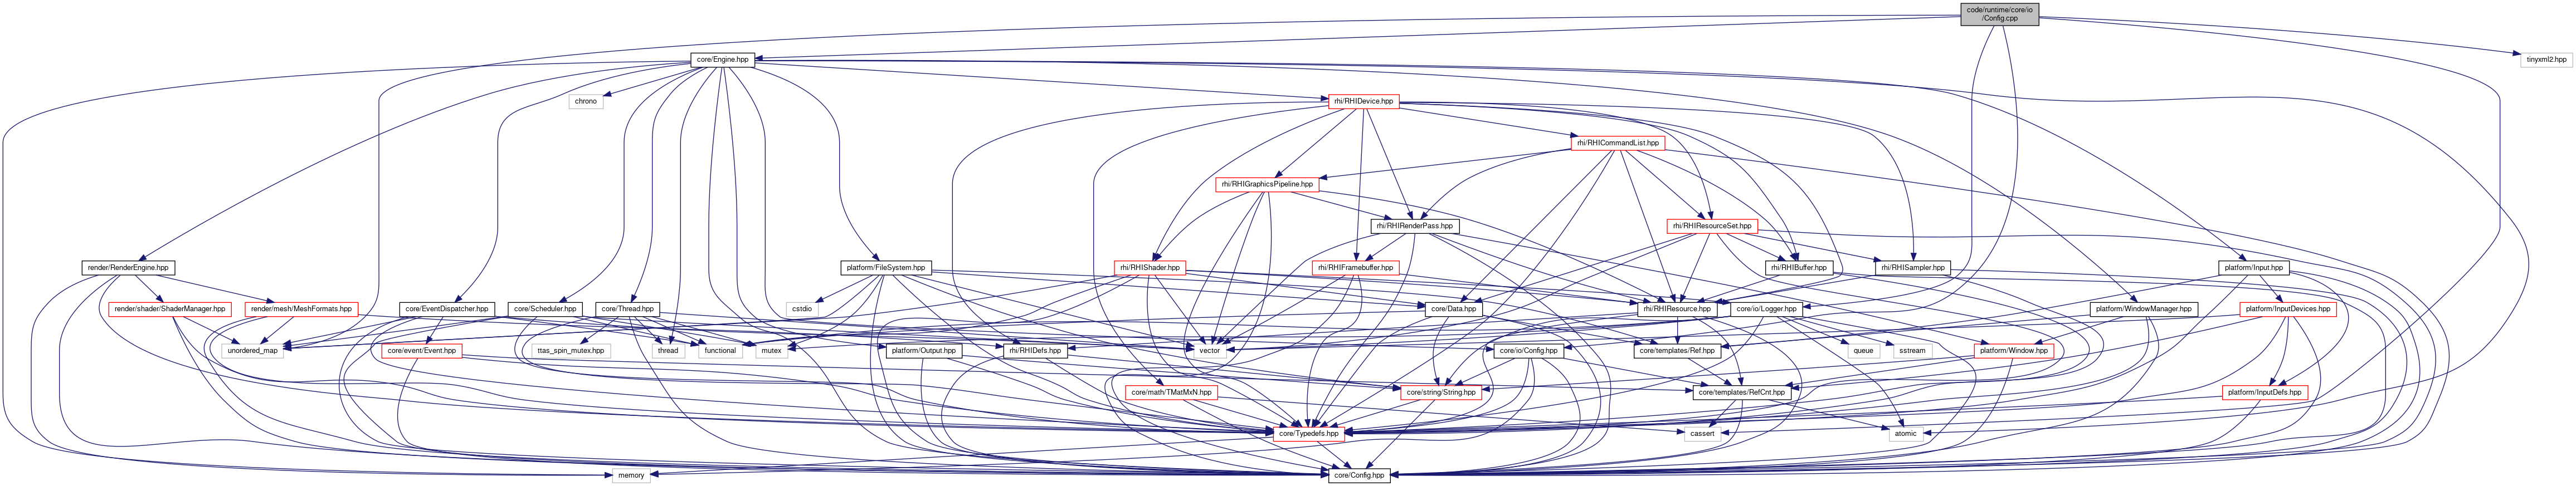 code/runtime/core/io
/Config.cpp
core/Engine.hpp
tinyxml2.hpp
chrono
rhi/RHIDevice.hpp
rhi/RHICommandList.hpp
rhi/RHIGraphicsPipeline.hpp
rhi/RHIRenderPass.hpp
rhi/RHIResourceSet.hpp
render/RenderEngine.hpp
platform/FileSystem.hpp
rhi/RHIShader.hpp
rhi/RHIFramebuffer.hpp
rhi/RHIBuffer.hpp
rhi/RHISampler.hpp
platform/Input.hpp
render/shader/ShaderManager.hpp
render/mesh/MeshFormats.hpp
core/EventDispatcher.hpp
core/Scheduler.hpp
core/Thread.hpp
cstdio
core/Data.hpp
rhi/RHIResource.hpp
core/io/Logger.hpp
platform/WindowManager.hpp
platform/InputDevices.hpp
unordered_map
core/event/Event.hpp
ttas_spin_mutex.hpp
thread
functional
mutex
platform/Output.hpp
rhi/RHIDefs.hpp
vector
core/io/Config.hpp
core/templates/Ref.hpp
queue
sstream
platform/Window.hpp
core/math/TMatMxN.hpp
core/string/String.hpp
core/templates/RefCnt.hpp
platform/InputDefs.hpp
core/Typedefs.hpp
cassert
atomic
memory
core/Config.hpp